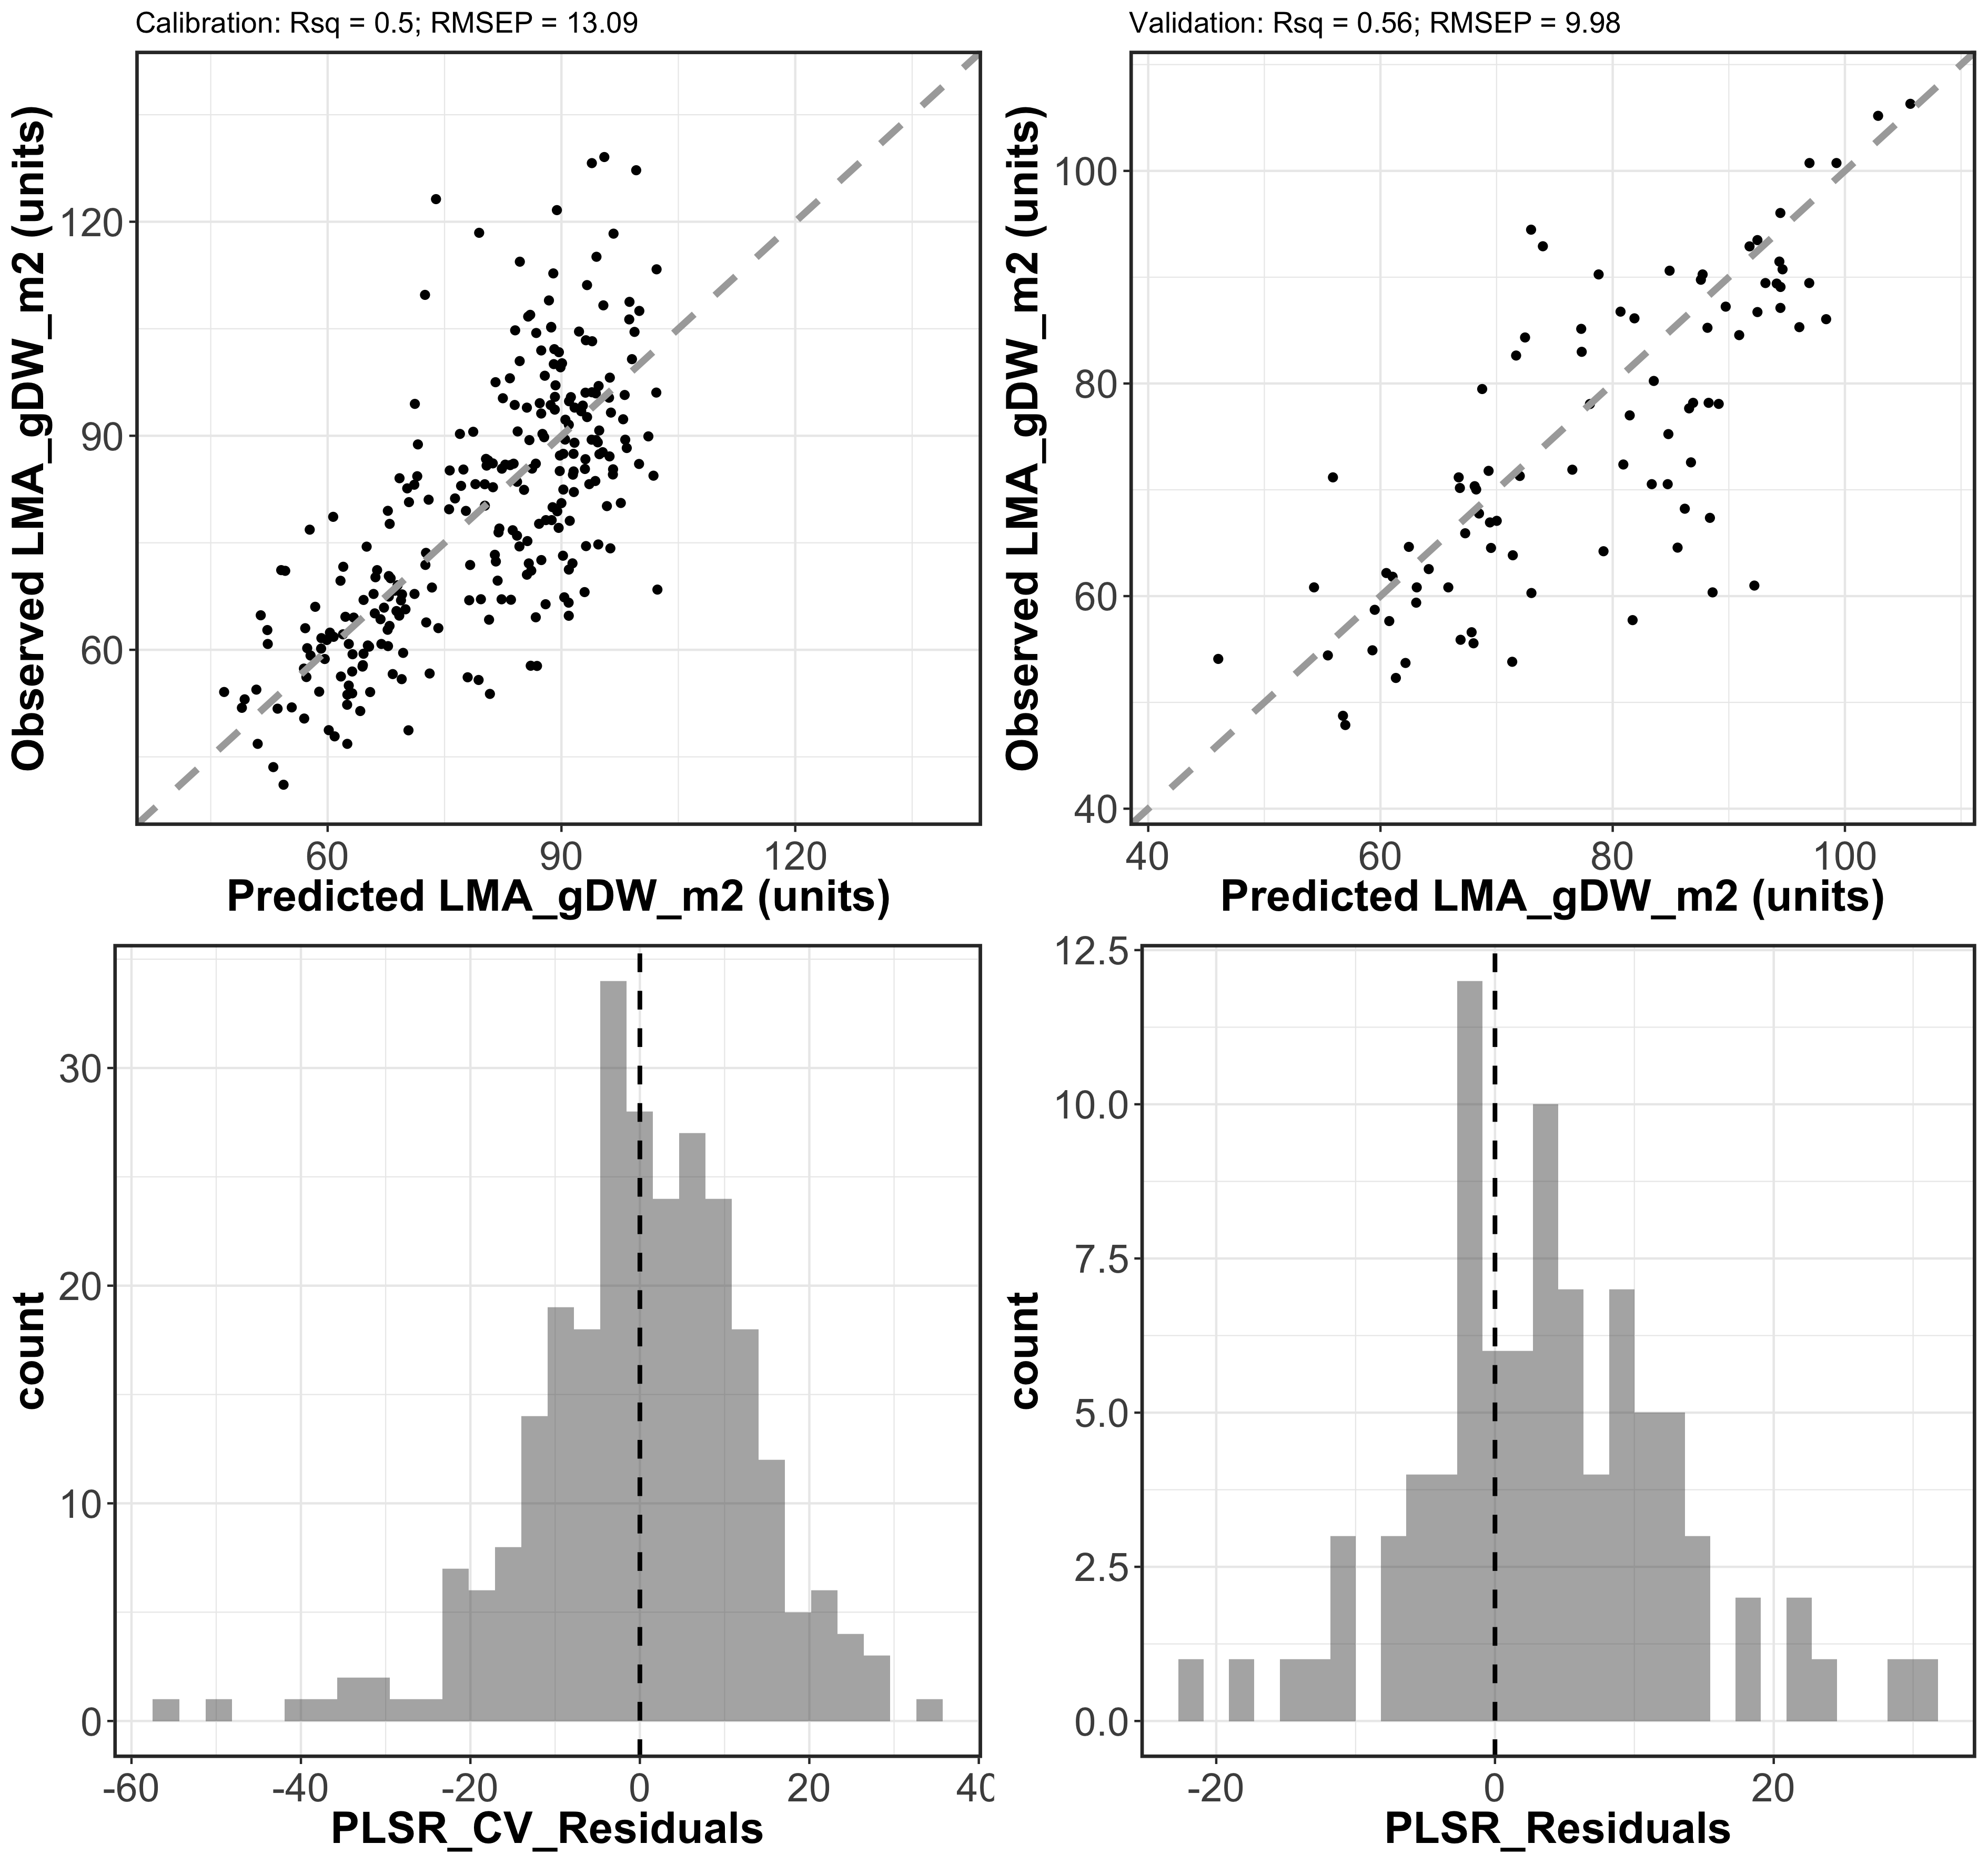 Calibration: Rsq = 0.5; RMSEP = 13.09
Observed LMA_gDW_m2 (units)
120
90
60
60 90 120
Predicted LMA_gDW_m2 (units)
Validation: Rsq = 0.56; RMSEP = 9.98
Observed LMA_gDW_m2 (units)
100
80
60
40
40 60 80 100
Predicted LMA_gDW_m2 (units)
count
30
20
10
0
-60 -40 -20 0 20 40
PLSR_CV_Residuals
count
12.5
10.0
7.5
5.0
2.5
0.0
-20 0 20
PLSR_Residuals